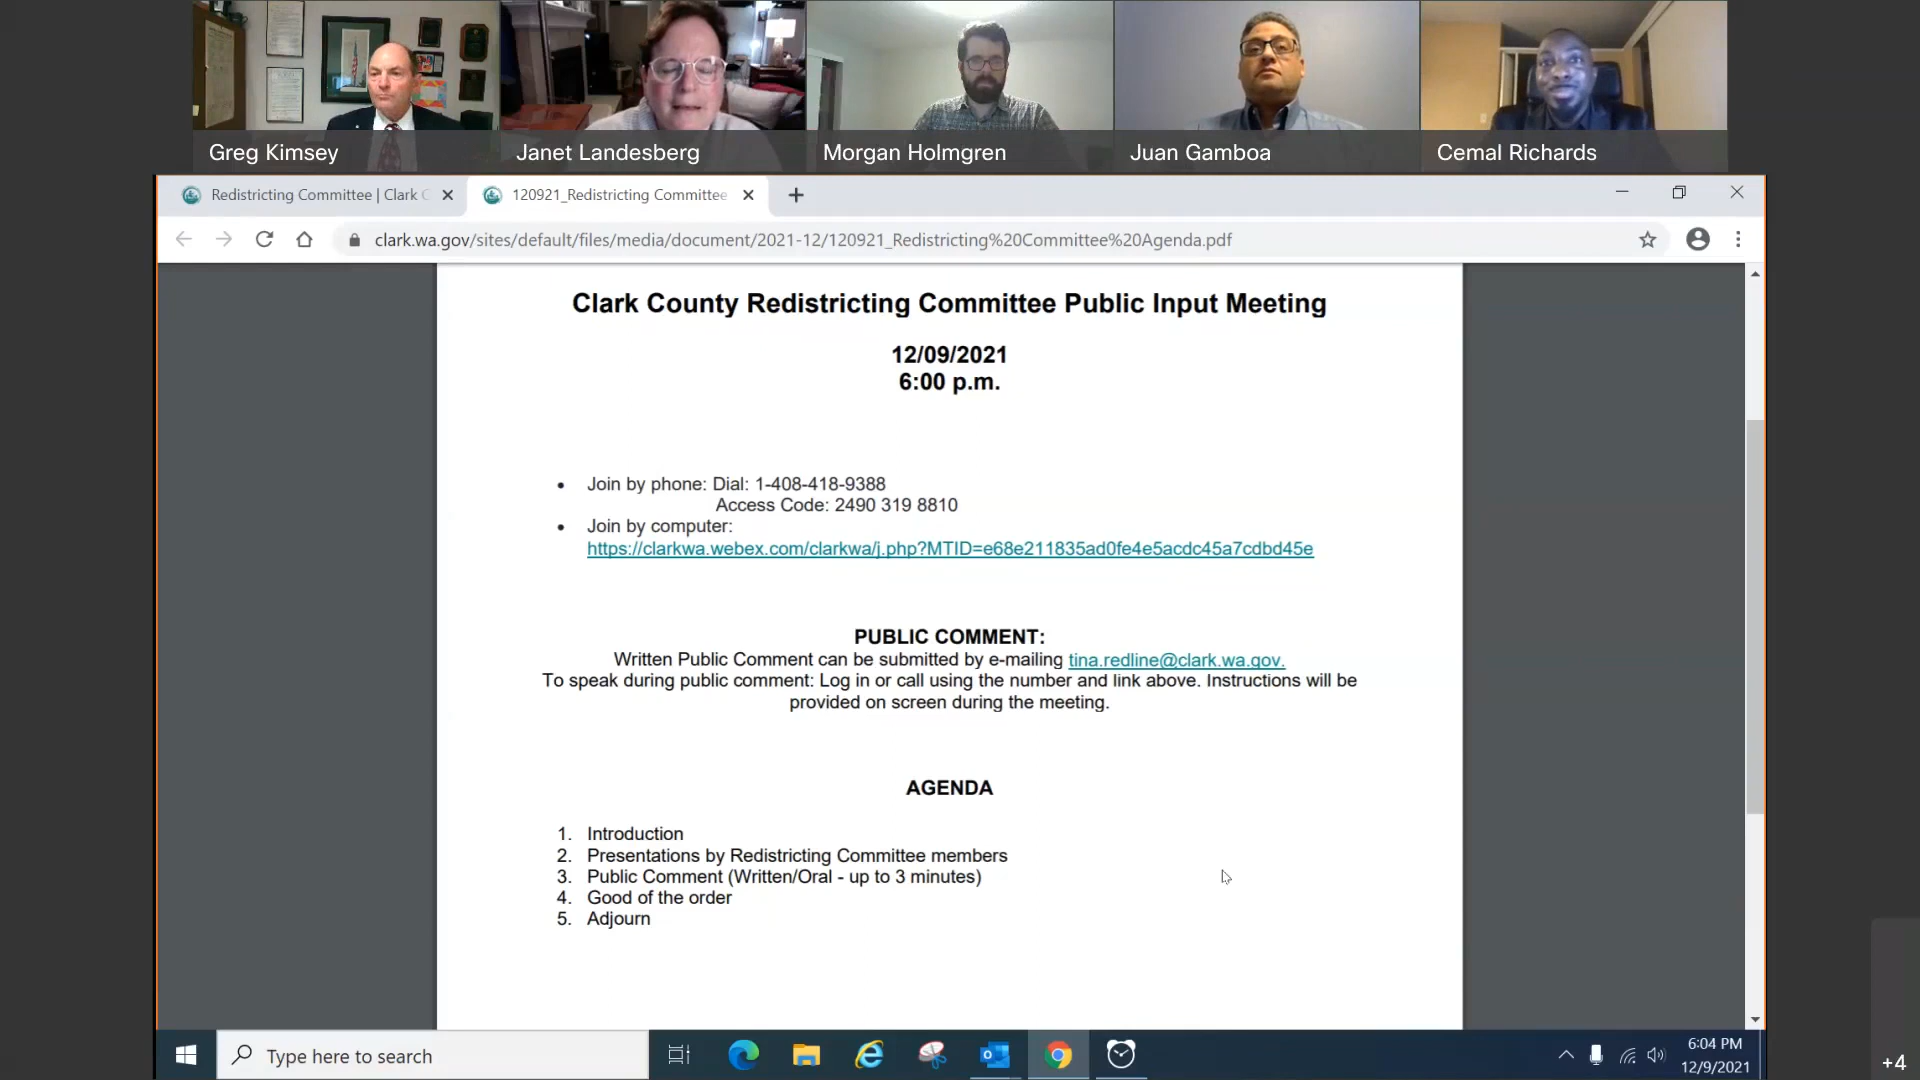 Greg Kimsey
Janet Landesberg
Morgan Holmgren
Juan Gamboa
Cemal Richards
Redistricting Committee | Clark C
120921_Redistricting Committee
clark.wa.gov/sites/default/files/media/document/2021-12/120921_Redistricting%20Committee%20Agenda.pdf
Clark County Redistricting Committee Public Input Meeting
12/09/2021
6:00 p.m.
• Join by phone: Dial: 1-408-418-9388
Access Code: 2490 319 8810
• Join by computer:
https://clarkwa.webex.com/clarkwa/j.php?MTID=e68e211835ad0fe4e5acdc45a7cdbd45e
PUBLIC COMMENT:
Written Public Comment can be submitted by e-mailing tina.redline@clark.wa.gov.
To speak during public comment: Log in or call using the number and link above. Instructions will be
provided on screen during the meeting.
AGENDA
1. Introduction
2. Presentations by Redistricting Committee members
3. Public Comment (Written/Oral - up to 3 minutes)
4. Good of the order
5. Adjourn
Type here to search
6:04 PM
12/9/2021
+4